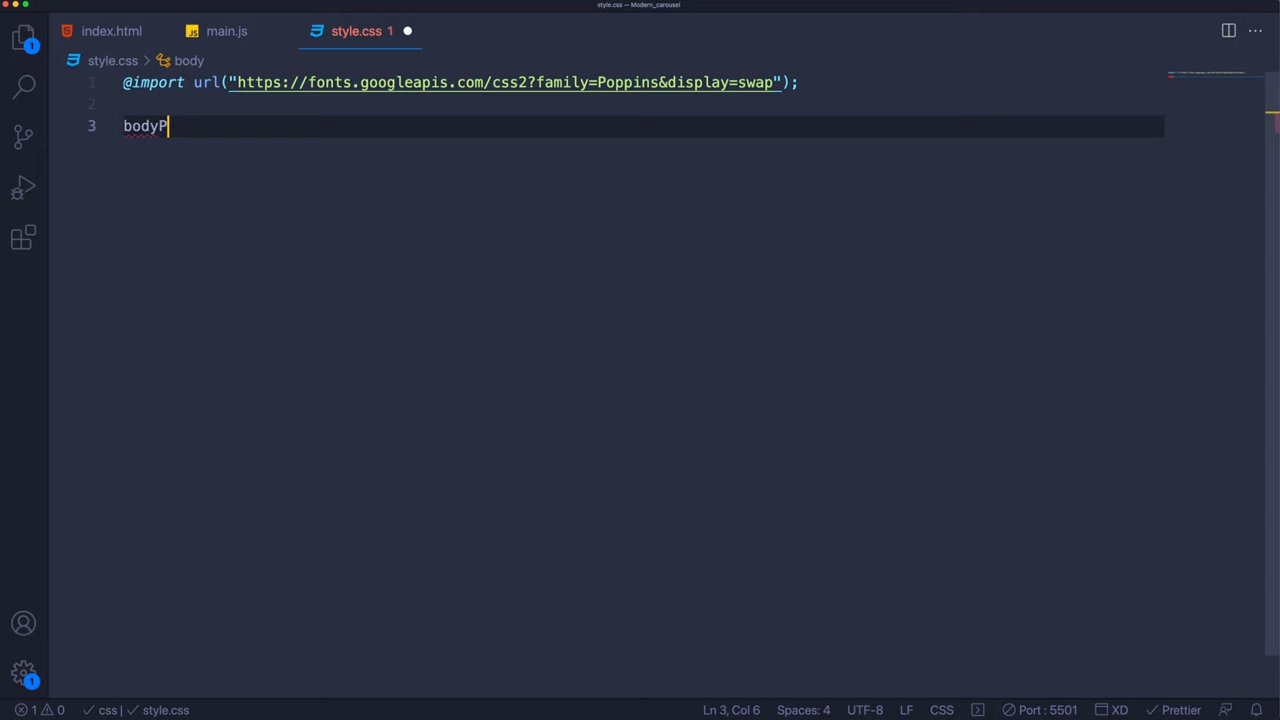 style.css — Modern_carousel
index.html
JS main.js
style.css 1
style.css > body
1 @import url("https://fonts.googleapis.com/css2?family=Poppins&display=swap");
2
3 bodyP
1
1
1 0 css | style.css Ln 3, Col 6 Spaces: 4 UTF-8 LF CSS Port : 5501 XD Prettier